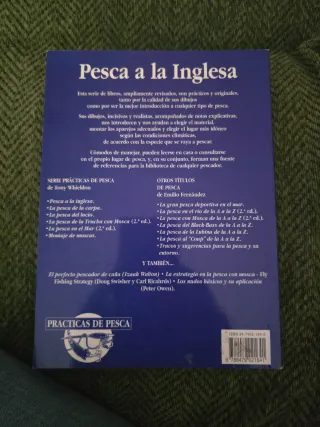 Pesca a la Inglesa
Esta serie de libros, ampliamente revisados, son prácticos y originales,
tanto por la calidad de sus dibujos
como por ser la mejor introducción a cualquier tipo de pesca.
Sus dibujos, incisivos y realistas, acompañados de notas explicativas,
nos introducen y nos ayudan a elegir el material,
montar los aparejos adecuados y elegir el lugar más idóneo
según las condiciones climáticas,
de acuerdo con la especie que se vaya a pescar.
Cómodos de manejar, pueden leerse en casa o consultarse
en el propio lugar de pesca, y, en su conjunto, forman una fuente
de referencias para la biblioteca de cualquier pescador.
SERIE PRÁCTICAS DE PESCA
de Tony Whieldon
• Pesca a la inglesa.
• La pesca de la carpa.
• La pesca del lucio.
• La pesca de la Trucha con Mosca (2.ª ed.).
• La pesca en el Mar (2.ª ed.).
• Montaje de moscas.
OTROS TÍTULOS
DE PESCA
de Emilio Fernández
• La gran pesca deportiva en el mar.
• La pesca en el río de la A a la Z (2.ª ed.).
• La pesca con Mosca de la A a la Z (2.ª ed.).
• La pesca del Black-Bass de la A a la Z.
• La pesca de la Lubina de la A a la Z.
• La pesca al "Coup" de la A a la Z.
• Trucos y sugerencias para la pesca y su
entorno.
Y TAMBIÉN...
El perfecto pescador de caña (Izaak Walton) • La estrategia en la pesca con mosca - Fly
Fishing Strategy (Doug Swisher y Carl Richards) • Los nudos básicos y su aplicación
(Peter Owen).
PRACTICAS DE PESCA